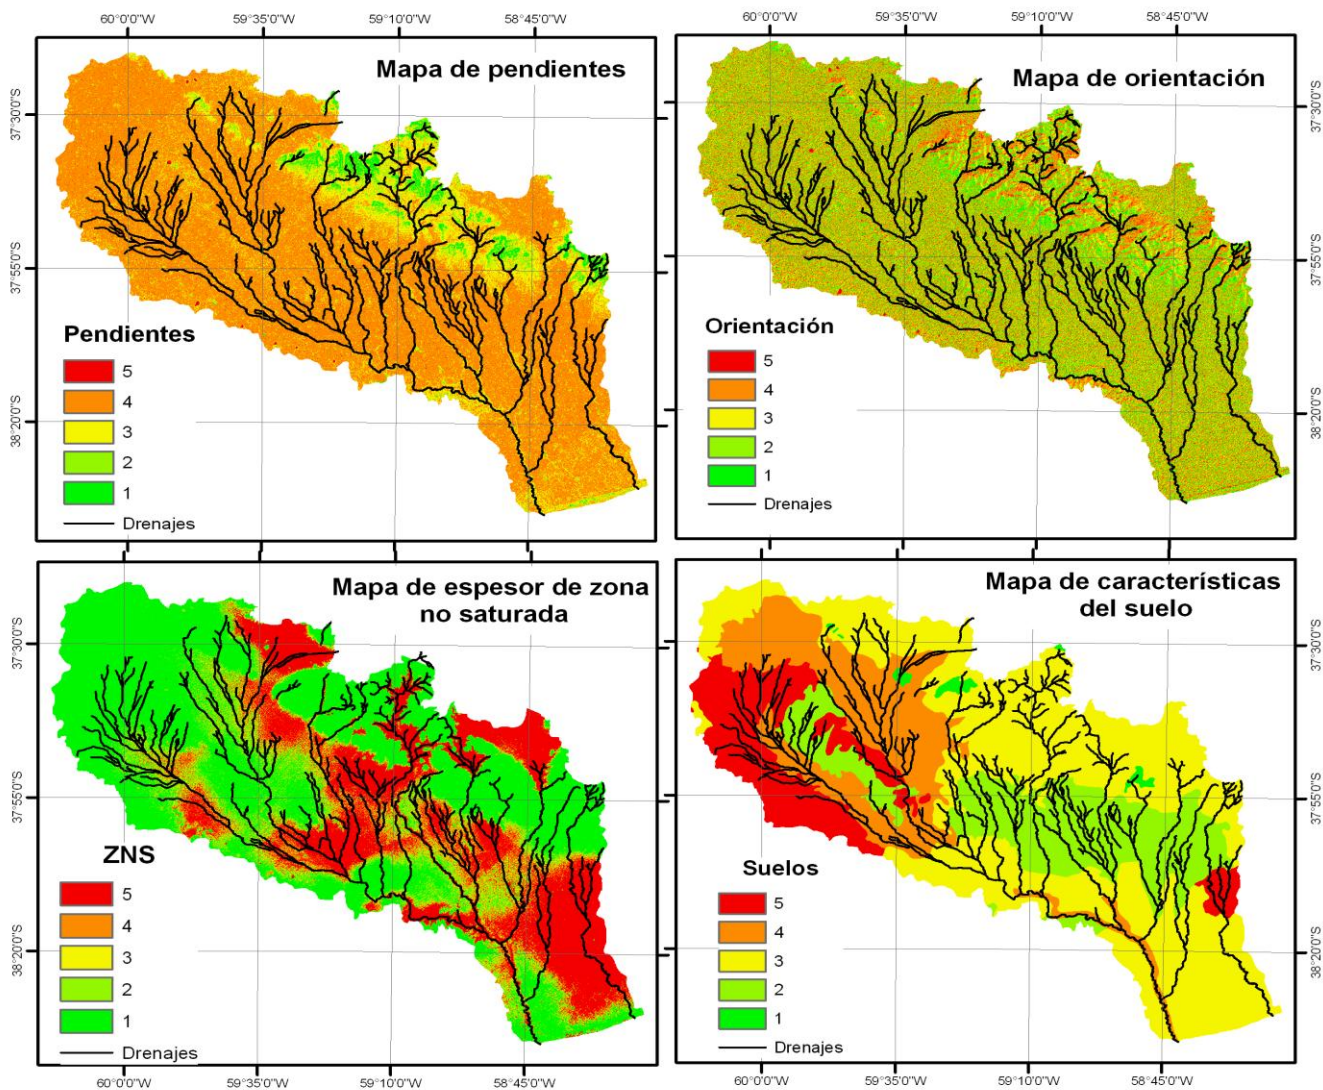 60°0'0"W 59°35'0"W 59°10'0"W 58°45'0"W
60°0'0"W 59°35'0"W 59°10'0"W 58°45'0"W
Mapa de pendientes
37°30'0"S
37°55'0"S
38°20'0"S
Pendientes
5
4
3
2
1
Drenajes
Mapa de orientación
37°30'0"S
37°55'0"S
38°20'0"S
Orientación
5
4
3
2
1
Drenajes
Mapa de espesor de zona
no saturada
37°30'0"S
37°55'0"S
38°20'0"S
ZNS
5
4
3
2
1
Drenajes
Mapa de características
del suelo
37°30'0"S
37°55'0"S
38°20'0"S
Suelos
5
4
3
2
1
Drenajes
60°0'0"W 59°35'0"W 59°10'0"W 58°45'0"W
60°0'0"W 59°35'0"W 59°10'0"W 58°45'0"W